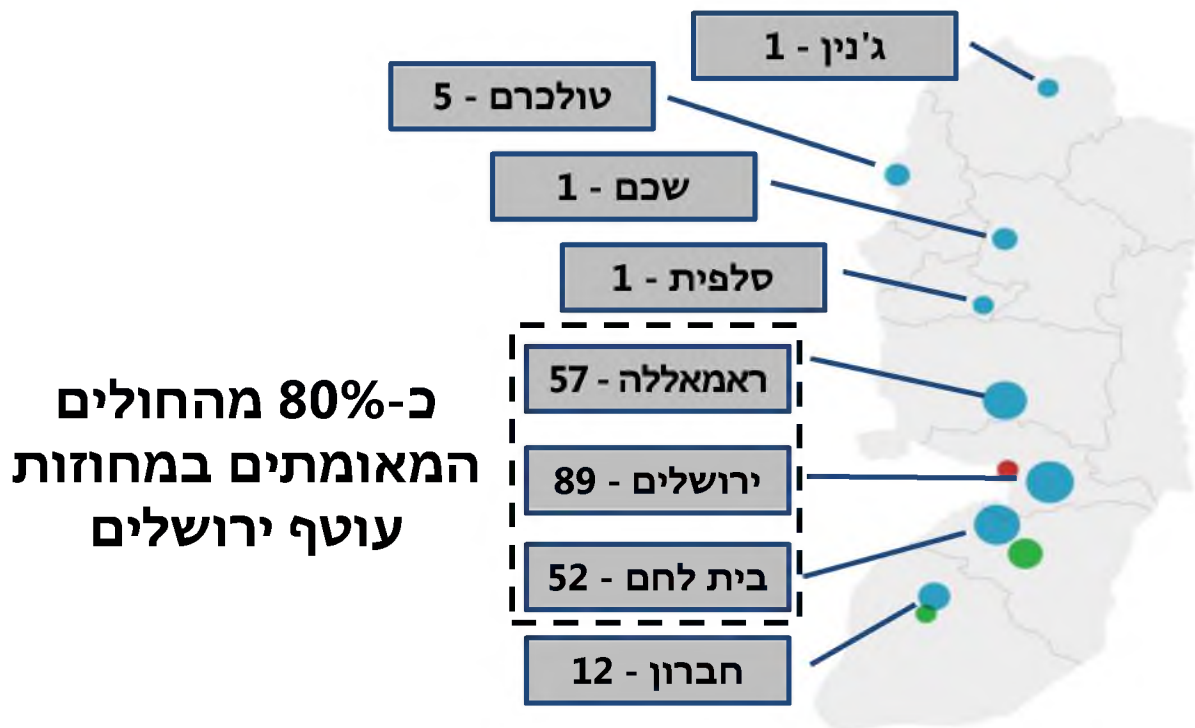 ג'נין - 1
טולכרם - 5
שכם - 1
סלפית - 1
ראמאללה - 57
ירושלים - 89
בית לחם - 52
חברון - 12
כ-80% מהחולים
המאומתים במחוזות
עוטף ירושלים